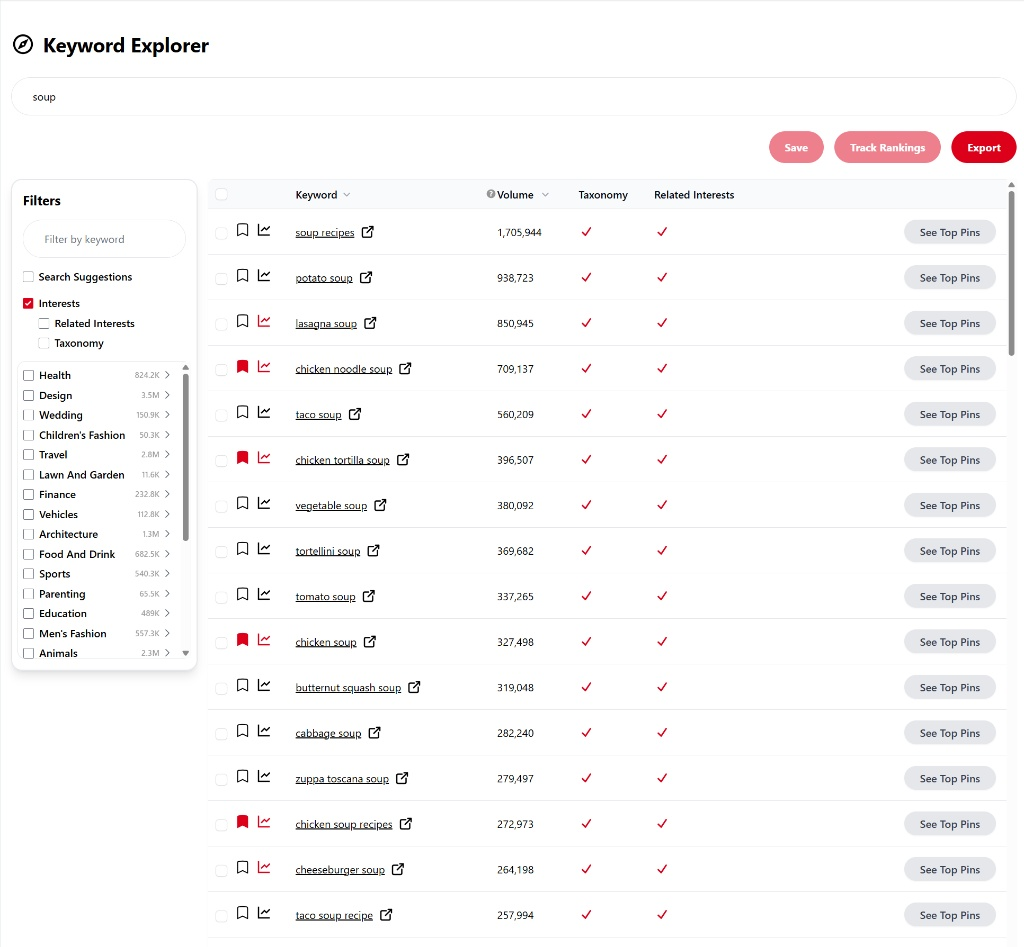 Keyword Explorer
soup
Save Track Rankings Export
Filters
Filter by keyword
Search Suggestions
Interests
Related Interests
Taxonomy
Health 824.2K
Design 3.5M
Wedding 150.9K
Children's Fashion 50.3K
Travel 2.8M
Lawn And Garden 11.6K
Finance 232.8K
Vehicles 112.8K
Architecture 1.3M
Food And Drink 682.5K
Sports 540.3K
Parenting 65.5K
Education 489K
Men's Fashion 557.3K
Animals 2.3M
Keyword Volume Taxonomy Related Interests
soup recipes 1,705,944 See Top Pins
potato soup 938,723 See Top Pins
lasagna soup 850,945 See Top Pins
chicken noodle soup 709,137 See Top Pins
taco soup 560,209 See Top Pins
chicken tortilla soup 396,507 See Top Pins
vegetable soup 380,092 See Top Pins
tortellini soup 369,682 See Top Pins
tomato soup 337,265 See Top Pins
chicken soup 327,498 See Top Pins
butternut squash soup 319,048 See Top Pins
cabbage soup 282,240 See Top Pins
zuppa toscana soup 279,497 See Top Pins
chicken soup recipes 272,973 See Top Pins
cheeseburger soup 264,198 See Top Pins
taco soup recipe 257,994 See Top Pins